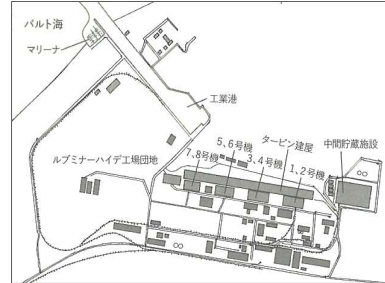 バルト海
マリーナ
工業港
5、6号機
タービン建屋
中間貯蔵施設
7、8号機
3、4号機
ルブミナーハイデ工場団地
1、2号機